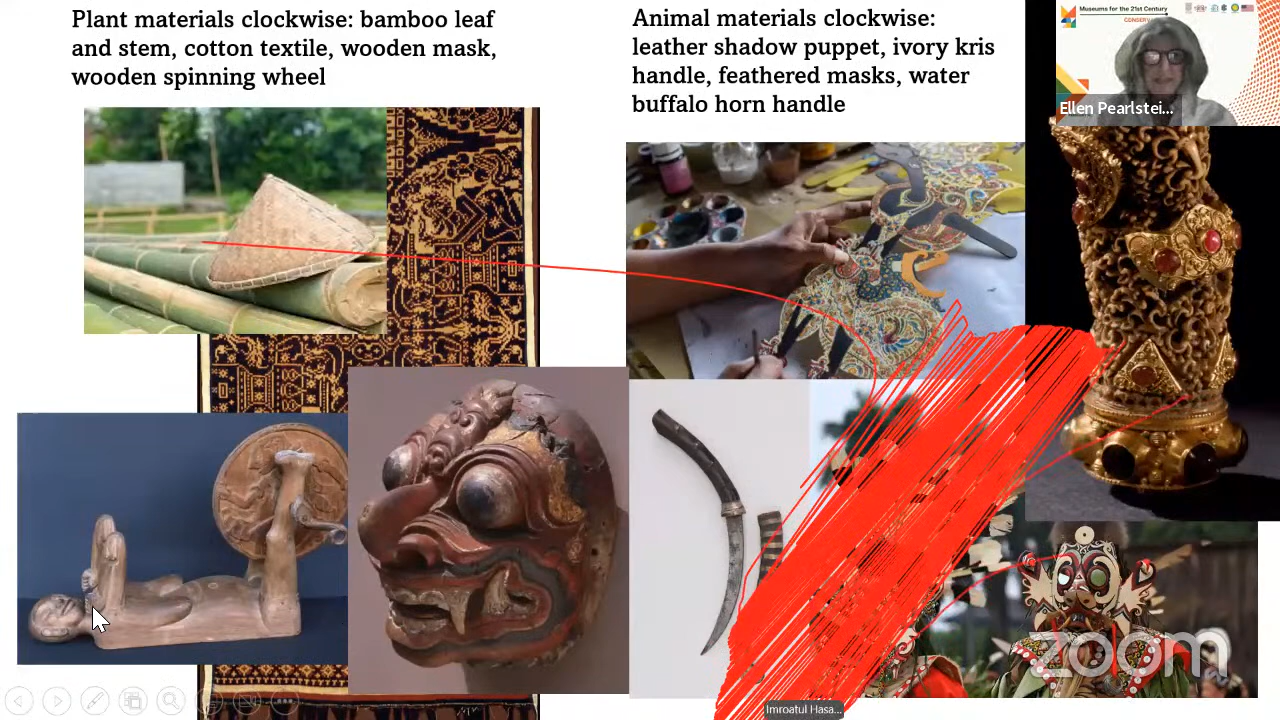 Plant materials clockwise: bamboo leaf
and stem, cotton textile, wooden mask,
wooden spinning wheel
Animal materials clockwise:
leather shadow puppet, ivory kris
handle, feathered masks, water
buffalo horn handle
Museums for the 21st Century
Ellen Pearlstei...
zoom
Imroatul Hasa...